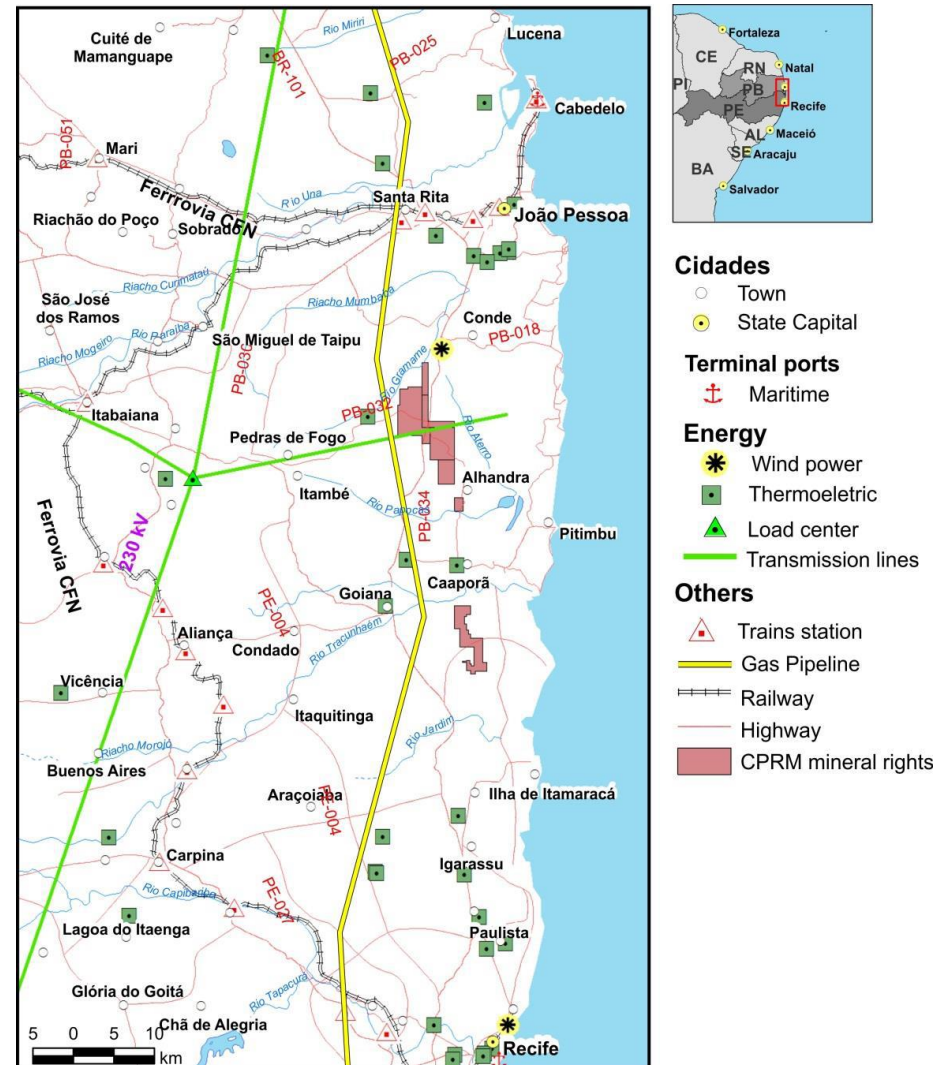 Cuité de
Mamanguape
Rio Miriri
Lucena
BR-101
PB-025
Cabedelo
PB-051
Mari
Ferrrovia CFN
Rio Una
Santa Rita
João Pessoa
Riachão do Poço
Sobrado
Riacho Curimataú
São José
dos Ramos
Riacho Mumbaca
Conde
Rio Paraíba
PB-018
Riacho Mogeiro
São Miguel de Taipu
PB-030
Rio Gramame
Itabaiana
PB-032
Pedras de Fogo
Rio Aterro
Itambé
Alhandra
Rio Papocas
PB-034
Pitimbu
Ferrovia CFN
230 kV
Caaporã
Goiana
PE-004
Aliança
Condado
Rio Tracunhaém
Vicência
Itaquitinga
Rio Jardim
Riacho Morojó
Buenos Aires
Ilha de Itamaracá
Araçoiaba
PE-004
Igarassu
Carpina
PE-027
Rio Capibaribe
Lagoa do Itaenga
Paulista
Rio Tapacurá
Glória do Goitá
Chã de Alegria
Recife
5 0 5 10
km
Fortaleza
CE
RN
Natal
PI
PB
PE
Recife
AL
Maceió
SE
Aracaju
BA
Salvador
Cidades
Town
State Capital
Terminal ports
Maritime
Energy
Wind power
Thermoeletric
Load center
Transmission lines
Others
Trains station
Gas Pipeline
Railway
Highway
CPRM mineral rights